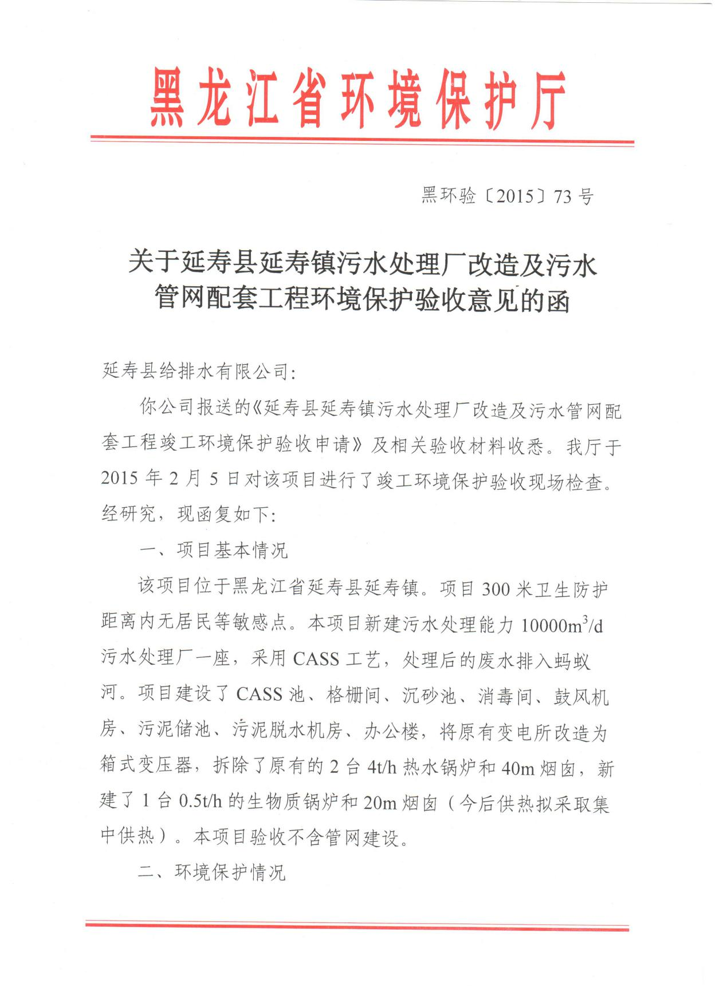 黑龙江省环境保护厅
黑环验〔2015〕73号
关于延寿县延寿镇污水处理厂改造及污水
管网配套工程环境保护验收意见的函
延寿县给排水有限公司：
你公司报送的《延寿县延寿镇污水处理厂改造及污水管网配
套工程竣工环境保护验收申请》及相关验收材料收悉。我厅于
2015年2月5日对该项目进行了竣工环境保护验收现场检查。
经研究，现函复如下：
一、项目基本情况
该项目位于黑龙江省延寿县延寿镇。项目300米卫生防护
距离内无居民等敏感点。本项目新建污水处理能力10000m³/d
污水处理厂一座，采用CASS工艺，处理后的废水排入蚂蚁
河。项目建设了CASS池、格栅间、沉砂池、消毒间、鼓风机
房、污泥储池、污泥脱水机房、办公楼，将原有变电所改造为
箱式变压器，拆除了原有的2台4t/h热水锅炉和40m烟囱，新
建了1台0.5t/h的生物质锅炉和20m烟囱（今后供热拟采取集
中供热）。本项目验收不含管网建设。
二、环境保护情况